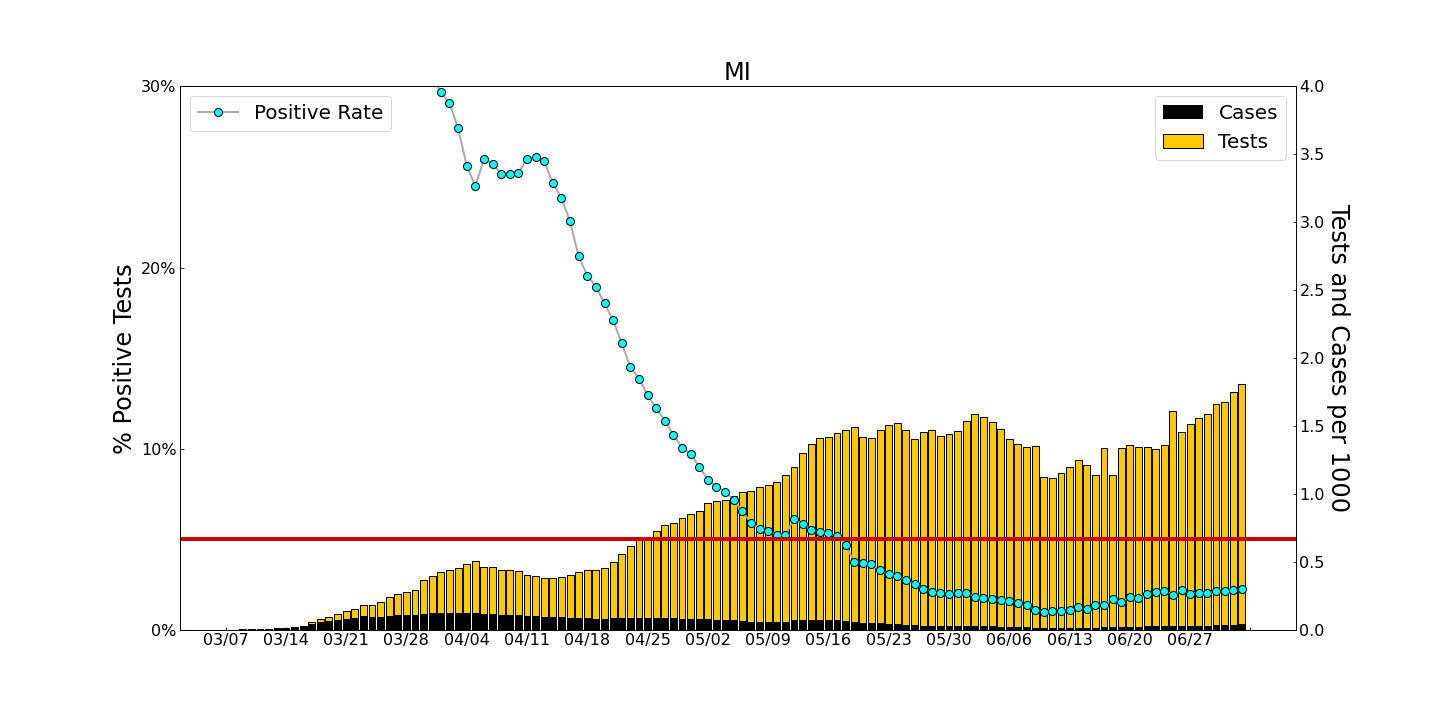 MI
30%
20%
10%
0%
% Positive Tests
Positive Rate
Cases
Tests
4.0
3.5
3.0
2.5
2.0
1.5
1.0
0.5
0.0
Tests and Cases per 1000
03/07 03/14 03/21 03/28 04/04 04/11 04/18 04/25 05/02 05/09 05/16 05/23 05/30 06/06 06/13 06/20 06/27